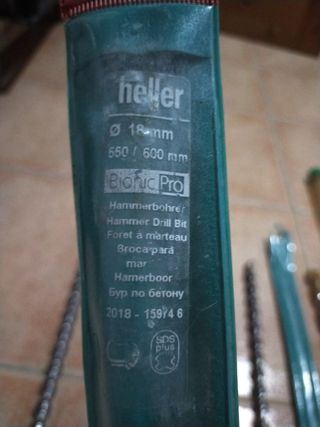 heller
Ø 18 mm
550 / 600 mm
Bionic Pro
Hammerbohrer
Hammer Drill Bit
Foret à marteau
Broca para
mar
Hamerboor
Бур по бетону
2018 - 15974 6
SDS
plus